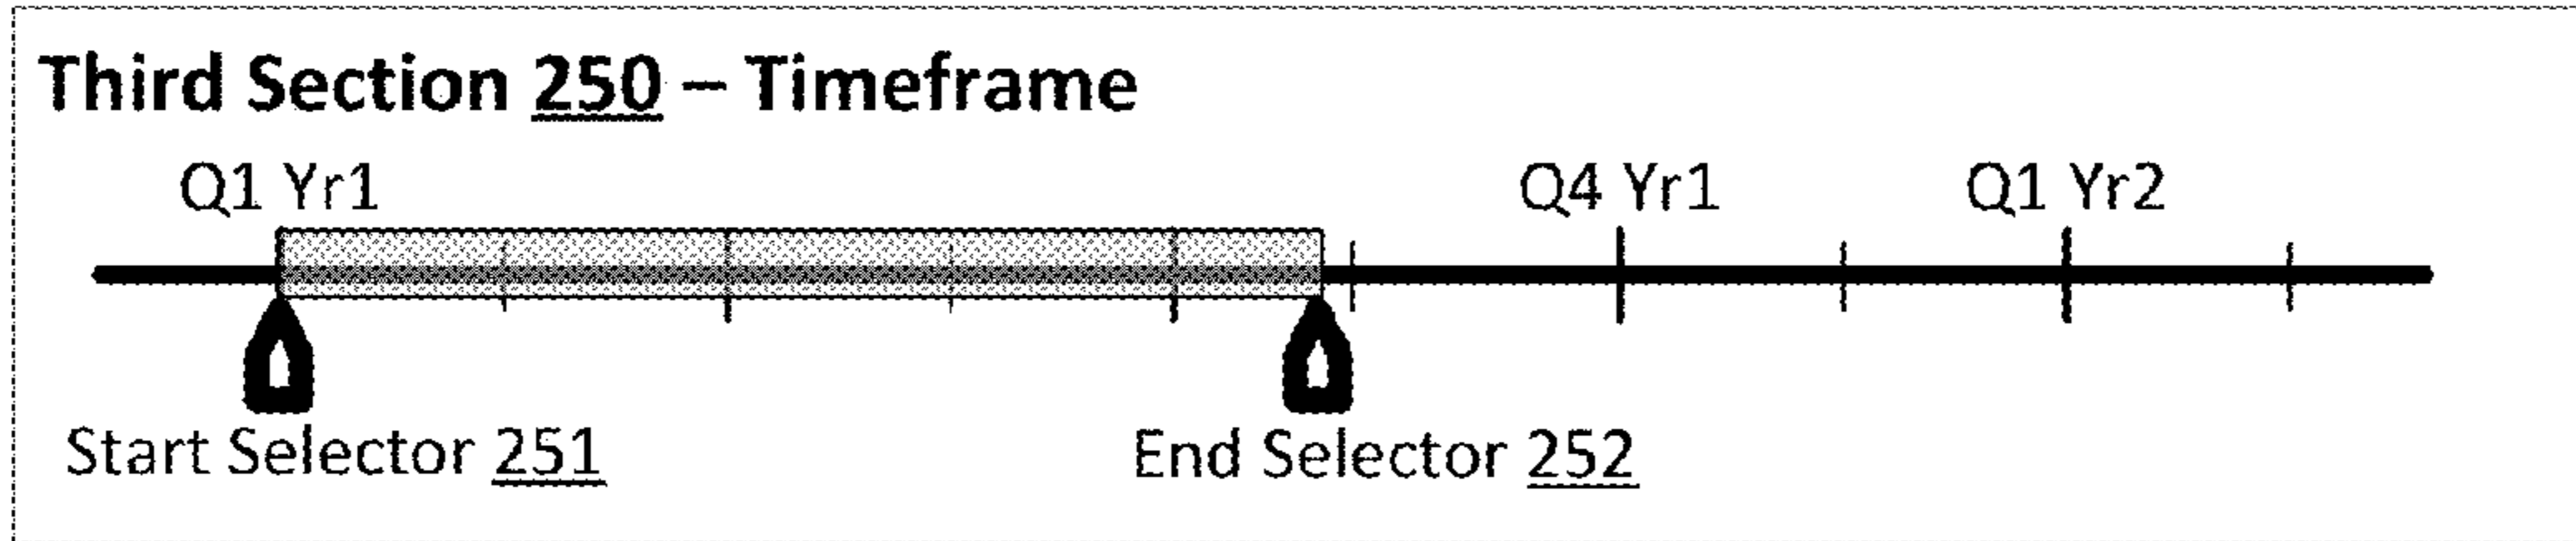 Third Section 250 – Timeframe
Q1 Yr1 Q4 Yr1 Q1 Yr2
Start Selector 251 End Selector 252